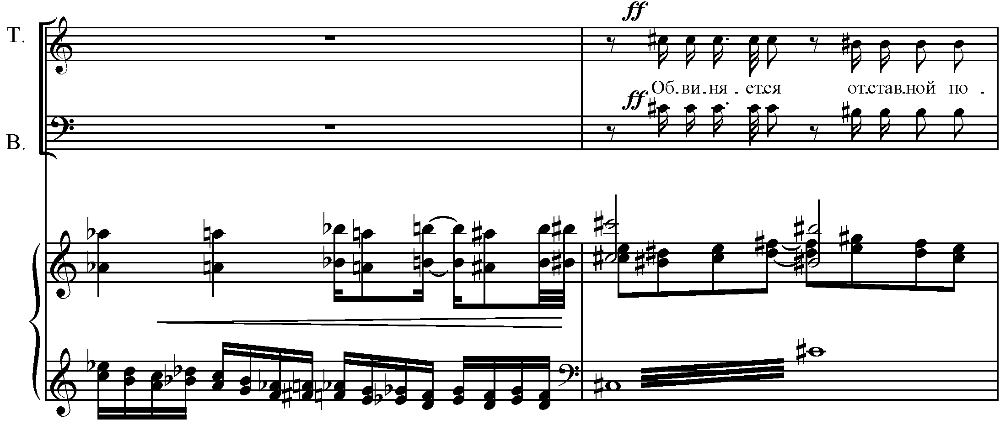 ff
T.
Об - ви - ня - ет-ся от-став-ной по -
ff
B.